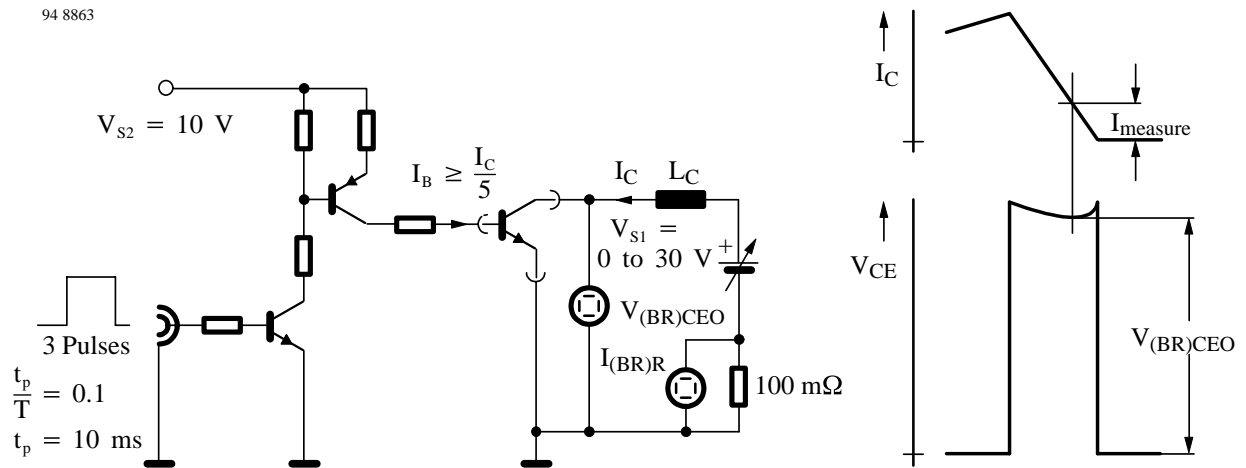 94 8863
V_S2 = 10 V
I_B ≥ I_C/5
I_C
L_C
V_S1 =
0 to 30 V
+
V_(BR)CEO
I_(BR)R
100 mΩ
3 Pulses
t_p/T = 0.1
t_p = 10 ms
I_C
I_measure
V_CE
V_(BR)CEO